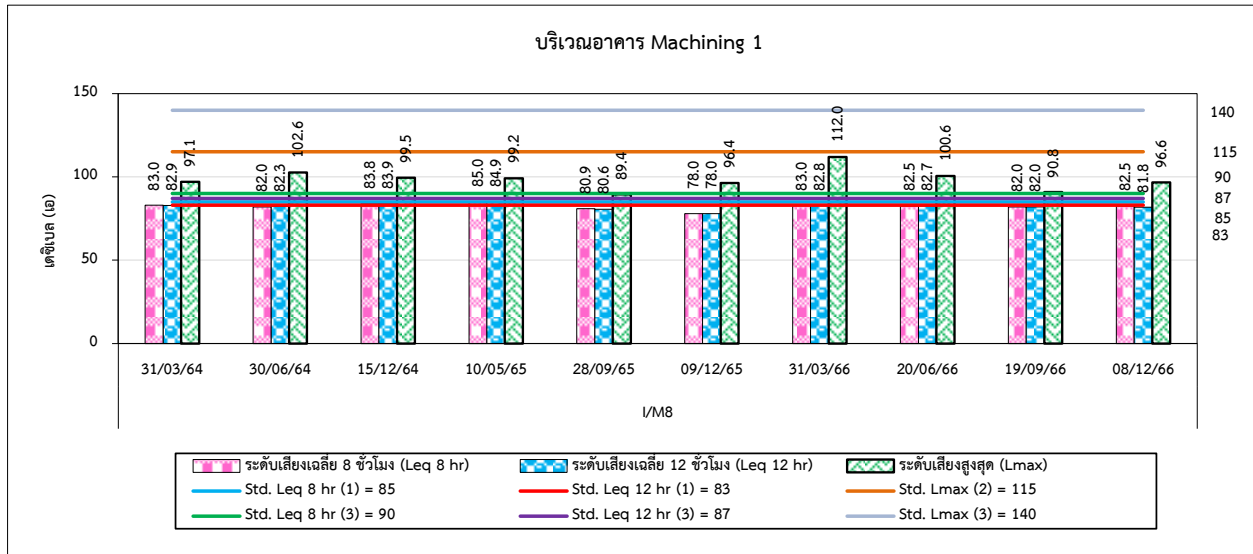 บริเวณอาคาร Machining 1
เดซิเบล (เอ)
150
100
50
0
83.0 82.9 97.1
82.0 82.3 102.6
83.8 83.9 99.5
85.0 84.9 99.2
80.9 80.6 89.4
78.0 78.0 96.4
83.0 82.8 112.0
82.5 82.7 100.6
82.0 82.0 90.8
82.5 81.8 96.6
140
115
90
87
85
83
31/03/64 30/06/64 15/12/64 10/05/65 28/09/65 09/12/65 31/03/66 20/06/66 19/09/66 08/12/66
I/M8
ระดับเสียงเฉลี่ย 8 ชั่วโมง (Leq 8 hr) ระดับเสียงเฉลี่ย 12 ชั่วโมง (Leq 12 hr) ระดับเสียงสูงสุด (Lmax)
Std. Leq 8 hr (1) = 85 Std. Leq 12 hr (1) = 83 Std. Lmax (2) = 115
Std. Leq 8 hr (3) = 90 Std. Leq 12 hr (3) = 87 Std. Lmax (3) = 140